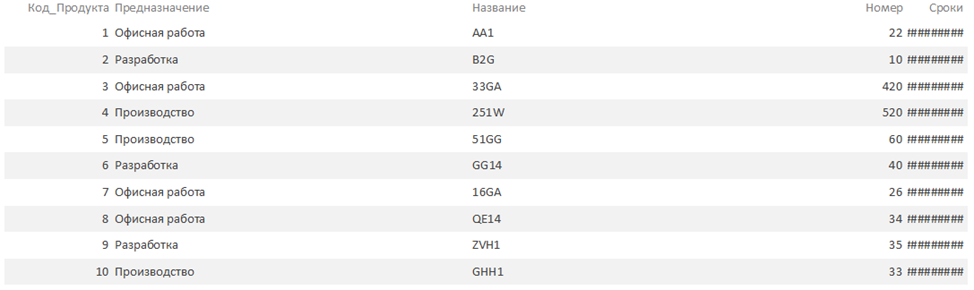 Код_Продукта Предназначение Название Номер Сроки
1 Офисная работа AA1 22 #########
2 Разработка B2G 10 #########
3 Офисная работа 33GA 420 #########
4 Производство 251W 520 #########
5 Производство 51GG 60 #########
6 Разработка GG14 40 #########
7 Офисная работа 16GA 26 #########
8 Офисная работа QE14 34 #########
9 Разработка ZVH1 35 #########
10 Производство GHH1 33 #########